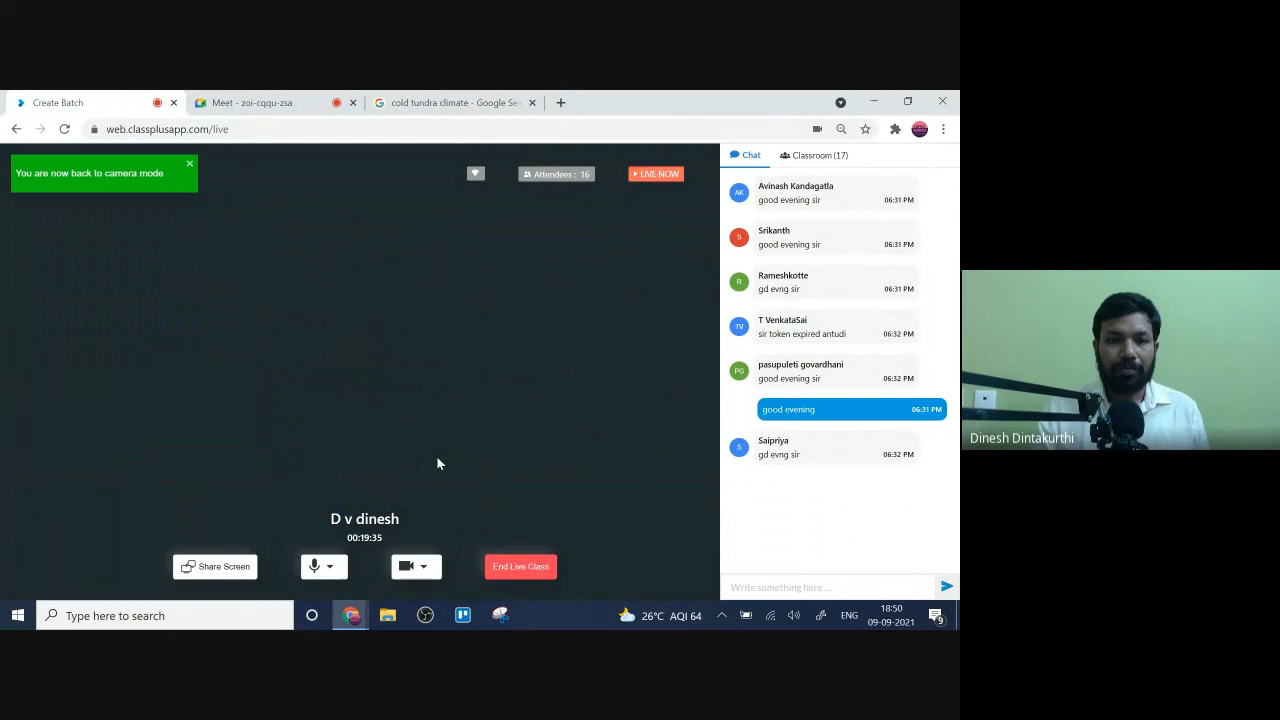 Create Batch
Meet - zoi-cqqu-zsa
cold tundra climate - Google Sea
web.classplusapp.com/live
You are now back to camera mode
Attendees : 16
LIVE NOW
Chat
Classroom (17)
AK
Avinash Kandagatla
good evening sir
06:31 PM
S
Srikanth
good evening sir
06:31 PM
R
Rameshkotte
gd evng sir
06:31 PM
TV
T VenkataSai
sir token expired antudi
06:32 PM
PG
pasupuleti govardhani
good evening sir
06:32 PM
good evening
06:31 PM
S
Saipriya
gd evng sir
06:32 PM
Dinesh Dintakurthi
D v dinesh
00:19:35
Share Screen
End Live Class
Write something here ...
Type here to search
26°C AQI 64
ENG
18:50
09-09-2021
9